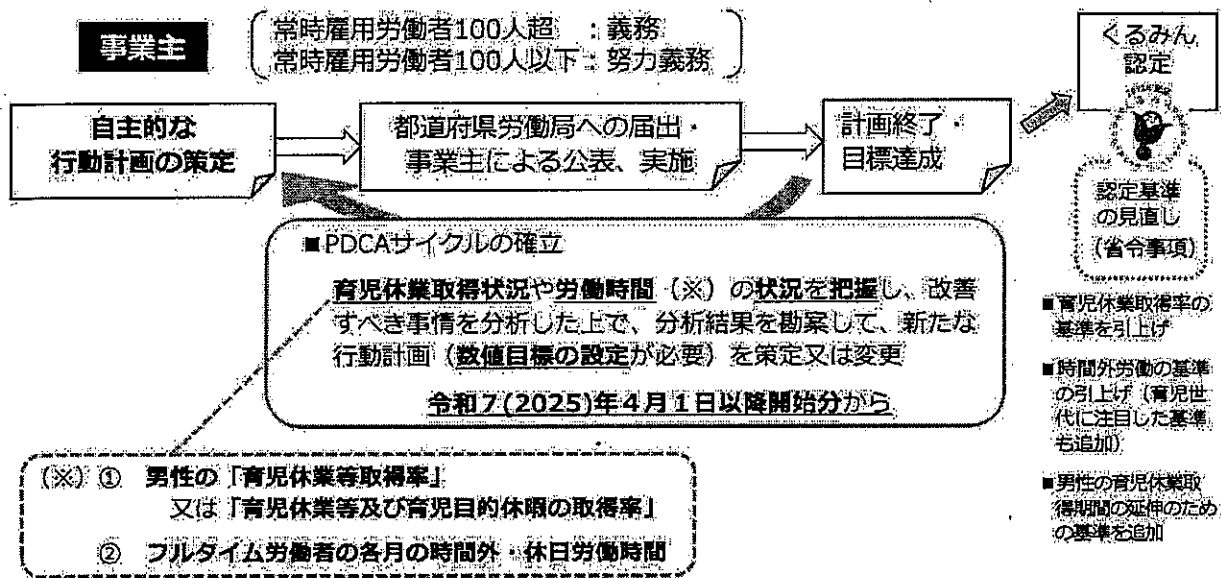 事業主
常時雇用労働者100人超　：義務
常時雇用労働者100人以下：努力義務
自主的な
行動計画の策定
都道府県労働局への届出・
事業主による公表、実施
計画終了・
目標達成
くるみん
認定
認定基準
の見直し
（省令事項）
■PDCAサイクルの確立
育児休業取得状況や労働時間（※）の状況を把握し、改善
すべき事情を分析した上で、分析結果を勘案して、新たな
行動計画（数値目標の設定が必要）を策定又は変更
令和７(2025)年４月１日以降開始分から
（※）① 男性の「育児休業等取得率」
又は「育児休業等及び育児目的休暇の取得率」
② フルタイム労働者の各月の時間外・休日労働時間
■育児休業取得率の
基準を引上げ
■時間外労働の基準
の引上げ（育児世
代に注目した基準
も追加）
■男性の育児休業取
得期間の延伸のため
の基準を追加